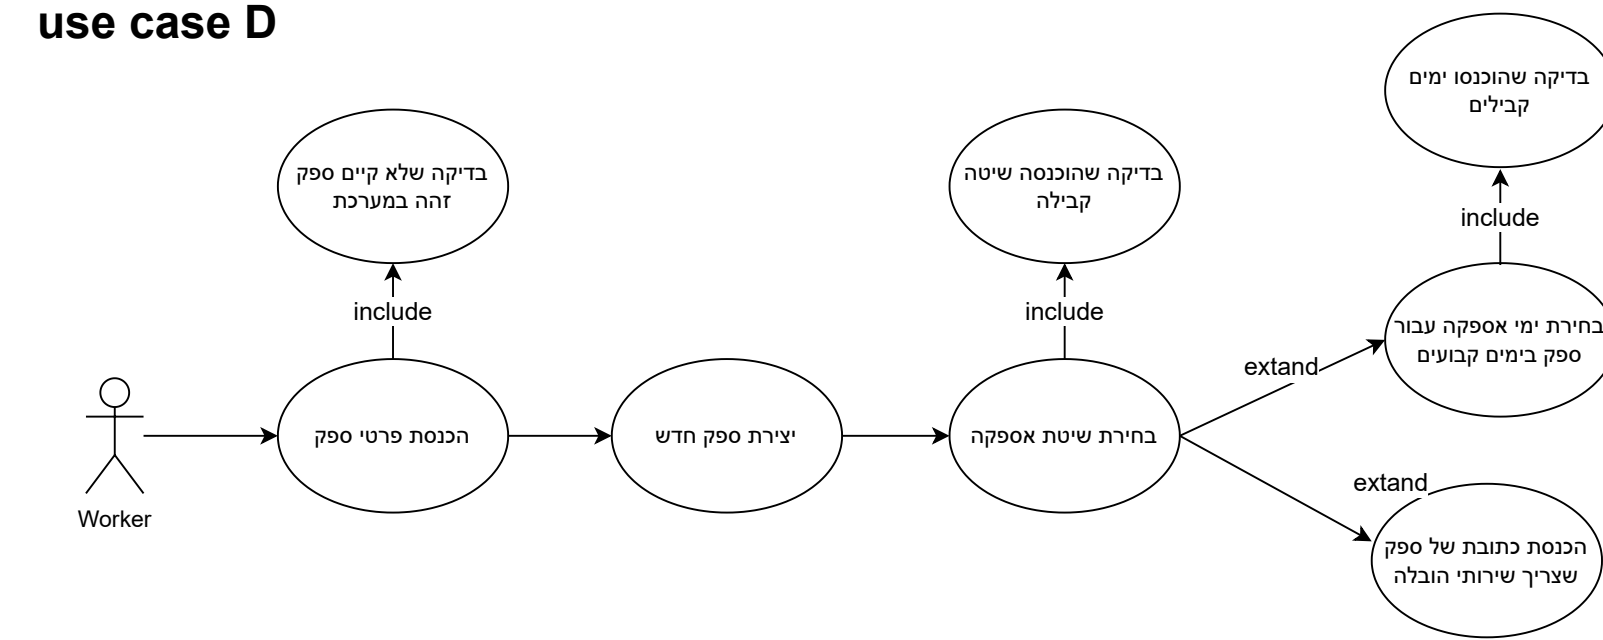 use case D
בדיקה שהוכנסו ימים
קבילים
בדיקה שלא קיים ספק
זהה במערכת
בדיקה שהוכנסה שיטה
קבילה
include
include
include
בחירת ימי אספקה עבור
ספק בימים קבועים
extand
Worker
הכנסת פרטי ספק
יצירת ספק חדש
בחירת שיטת אספקה
extand
הכנסת כתובת של ספק
שצריך שירותי הובלה